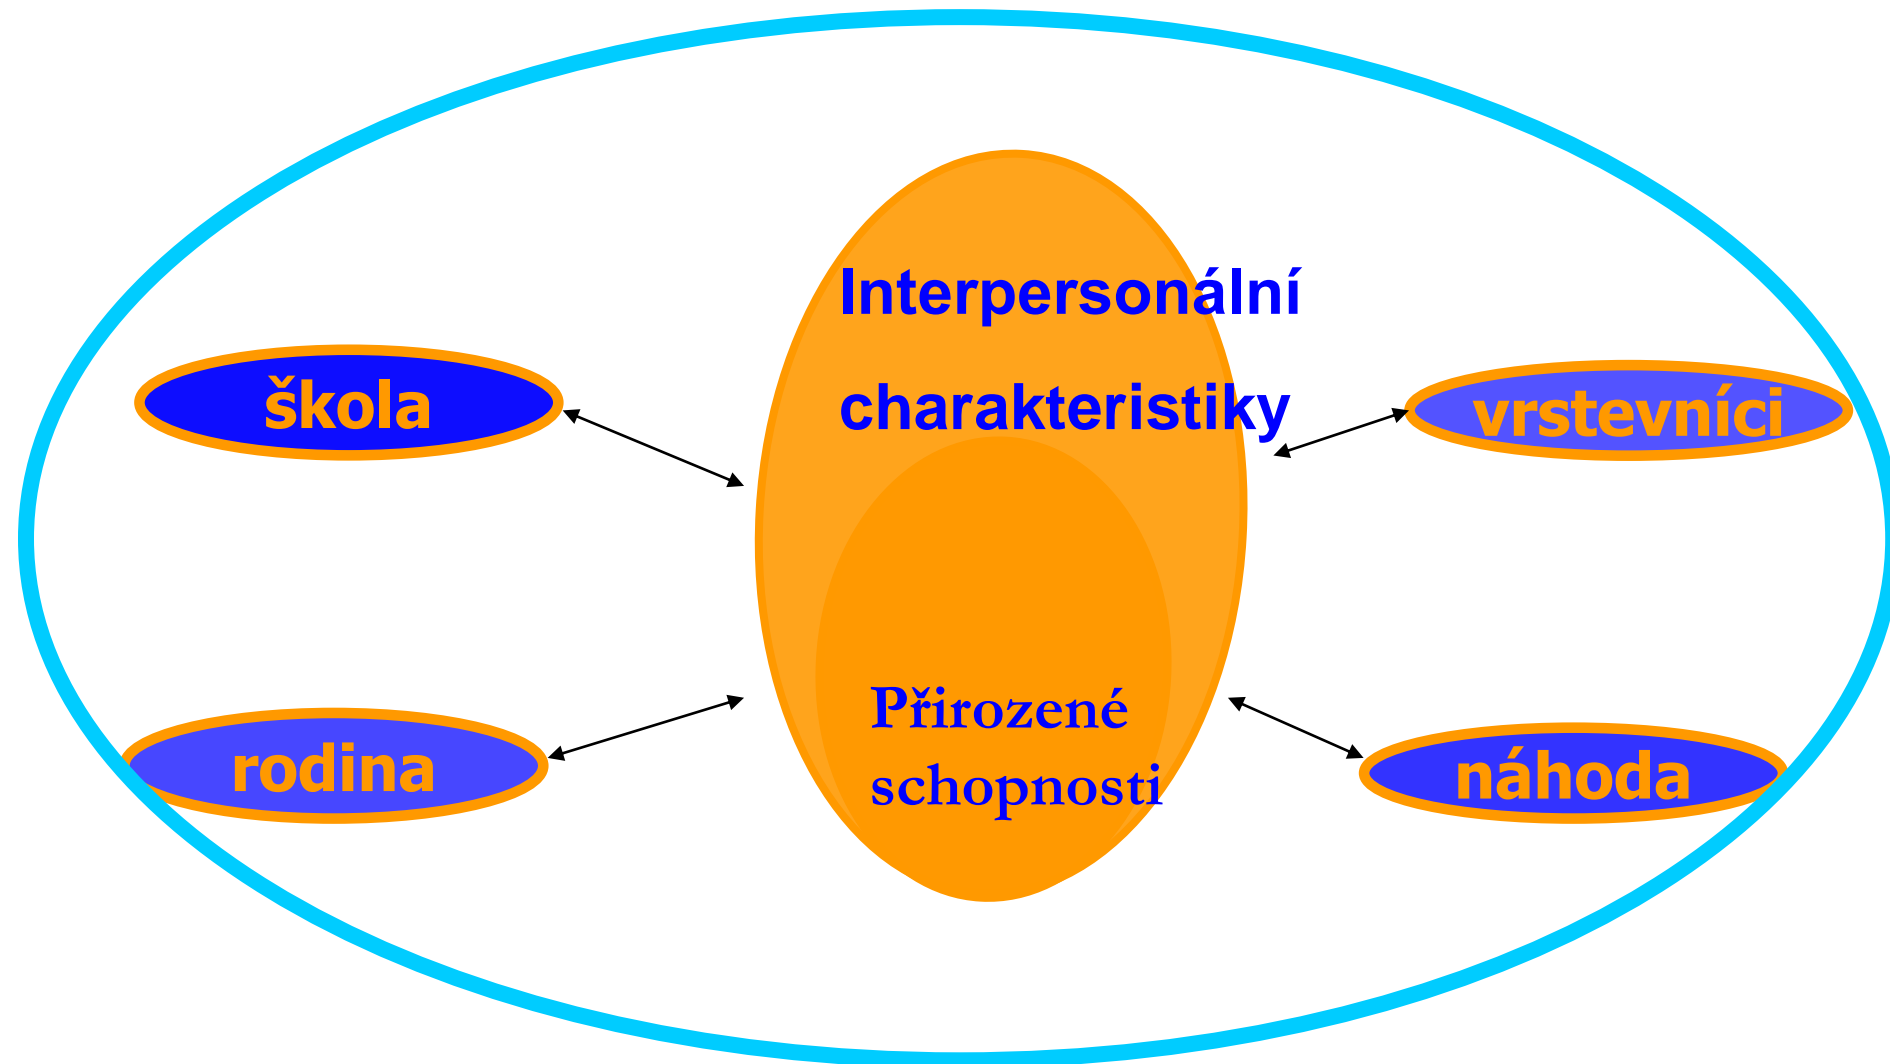 Interpersonální
charakteristiky
škola
vrstevníci
Přirozené
schopnosti
rodina
náhoda